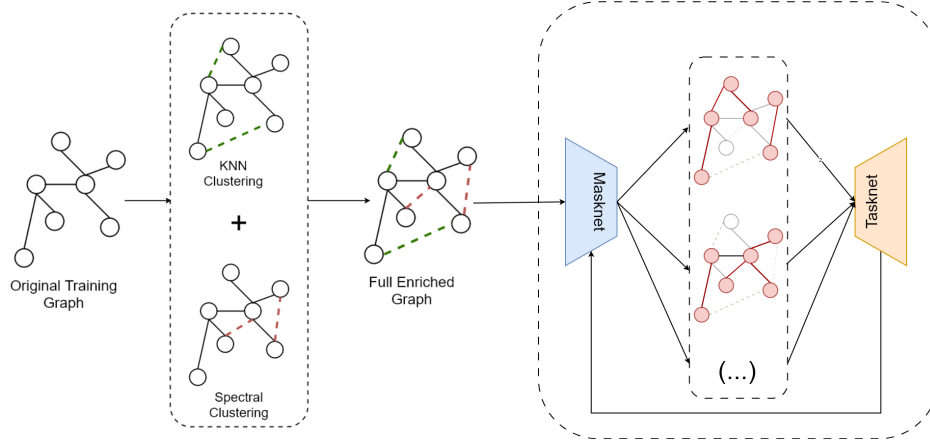 Original Training
Graph
KNN
Clustering
+
Spectral
Clustering
Full Enriched
Graph
Masknet
(...)
Tasknet